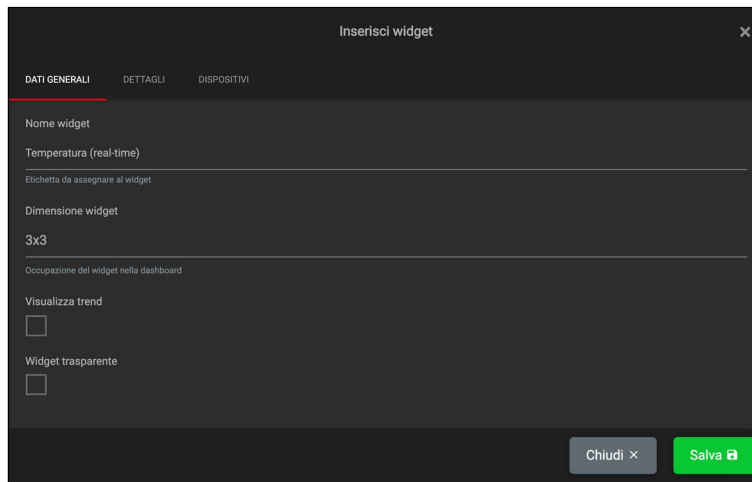 Inserisci widget
DATI GENERALI DETTAGLI DISPOSITIVI
Nome widget
Temperatura (real-time)
Etichetta da assegnare al widget
Dimensione widget
3x3
Occupazione del widget nella dashboard
Visualizza trend
Widget trasparente
Chiudi Salva